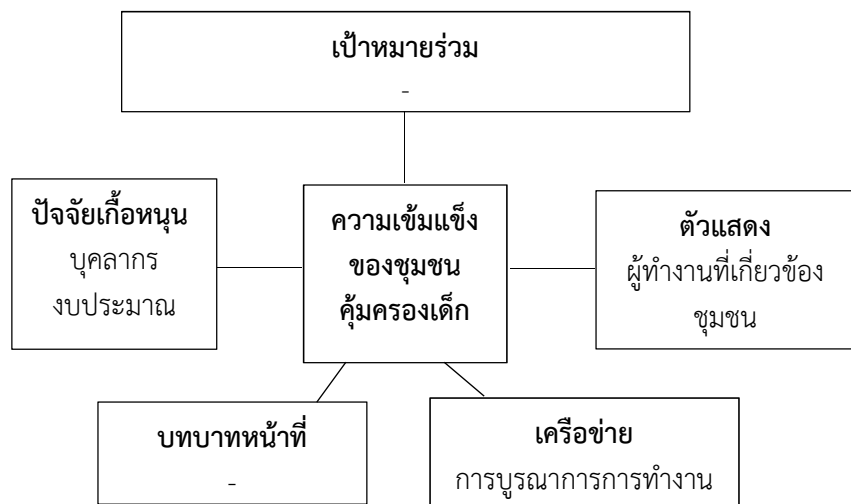 เป้าหมายร่วม
-
ปัจจัยเกื้อหนุน
บุคลากร
งบประมาณ
ความเข้มแข็ง
ของชุมชน
คุ้มครองเด็ก
ตัวแสดง
ผู้ทำงานที่เกี่ยวข้อง
ชุมชน
บทบาทหน้าที่
-
เครือข่าย
การบูรณาการการทำงาน